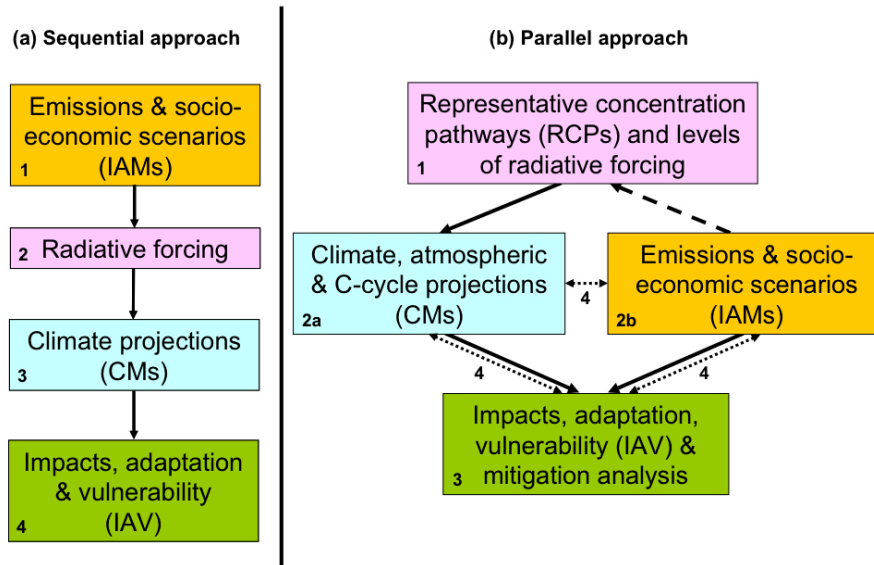 (a) Sequential approach
Emissions & socio-
economic scenarios
(IAMs)
1
2 Radiative forcing
Climate projections
(CMs)
3
Impacts, adaptation
& vulnerability
(IAV)
4
(b) Parallel approach
Representative concentration
pathways (RCPs) and levels
of radiative forcing
1
Climate, atmospheric
& C-cycle projections
(CMs)
2a
4
Emissions & socio-
economic scenarios
(IAMs)
2b
4
4
Impacts, adaptation,
vulnerability (IAV) &
mitigation analysis
3